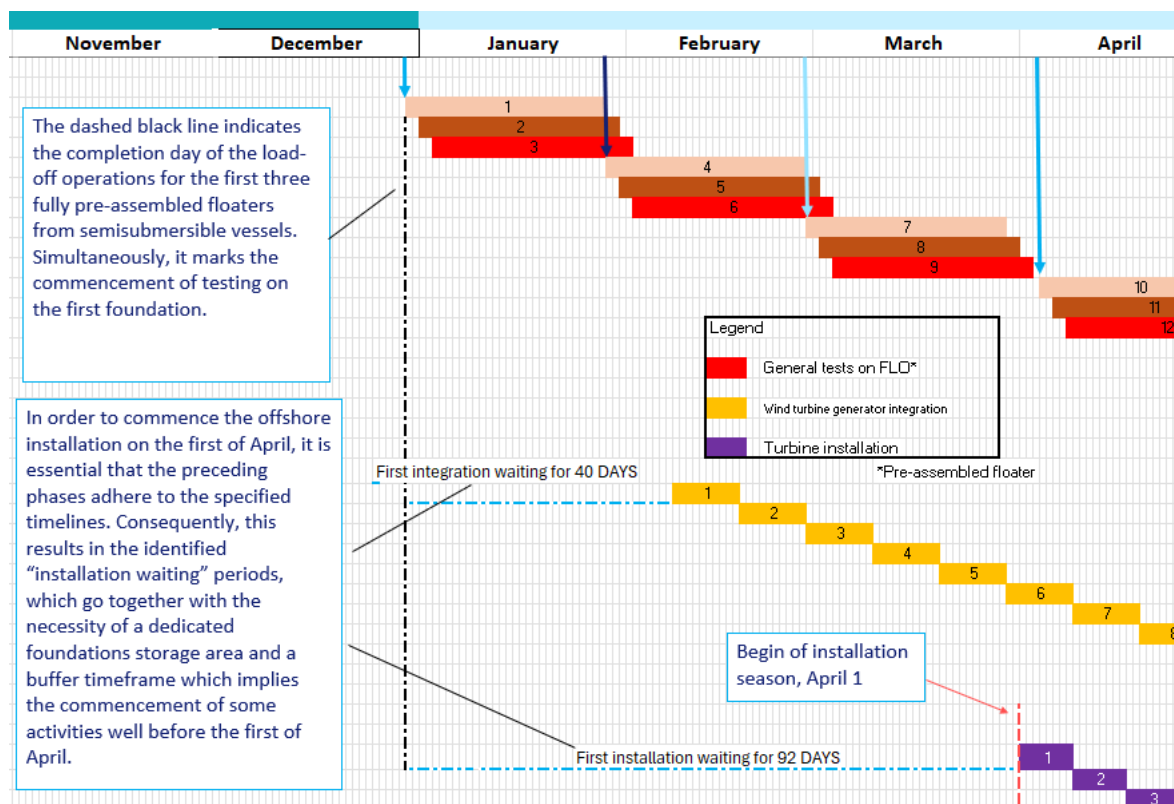 November December January February March April
The dashed black line indicates
the completion day of the load-
off operations for the first three
fully pre-assembled floaters
from semisubmersible vessels.
Simultaneously, it marks the
commencement of testing on
the first foundation.
1
2
3
4
5
6
7
8
9
10
11
12
Legend
General tests on FLO*
Wind turbine generator integration
Turbine installation
*Pre-assembled floater
In order to commence the offshore
installation on the first of April, it is
essential that the preceding
phases adhere to the specified
timelines. Consequently, this
results in the identified
“installation waiting” periods,
which go together with the
necessity of a dedicated
foundations storage area and a
buffer timeframe which implies
the commencement of some
activities well before the first of
April.
First integration waiting for 40 DAYS
1
2
3
4
5
6
7
8
Begin of installation
season, April 1
First installation waiting for 92 DAYS
1
2
3